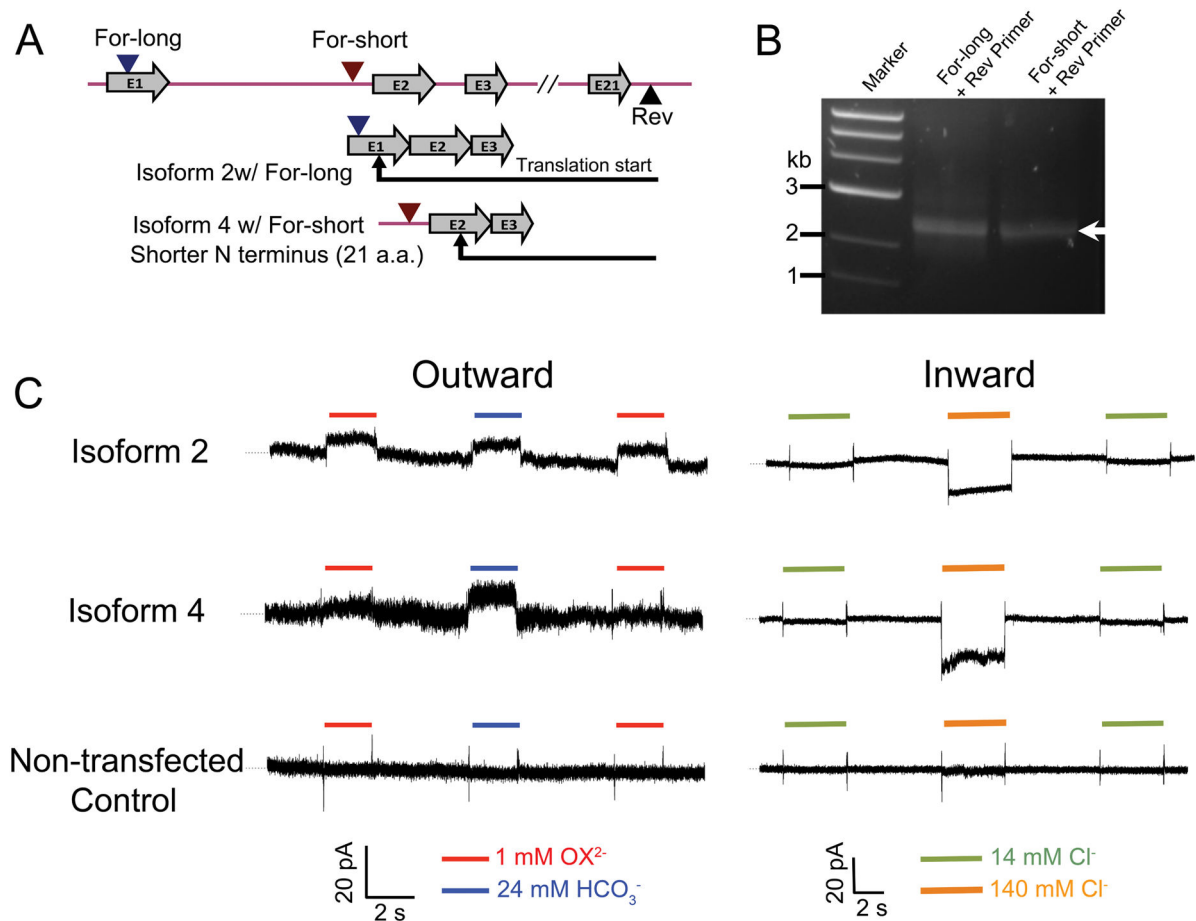 A
For-long
For-short
E1
E2
E3
//
E21
Rev
E1
E2
E3
Isoform 2w/ For-long
Translation start
Isoform 4 w/ For-short
E2
E3
Shorter N terminus (21 a.a.)
B
Marker
For-long
+ Rev Primer
For-short
+ Rev Primer
kb
3
2
1
C
Outward
Inward
Isoform 2
Isoform 4
Non-transfected
Control
20 pA
2 s
1 mM OX²⁻
24 mM HCO₃⁻
20 pA
2 s
14 mM Cl⁻
140 mM Cl⁻